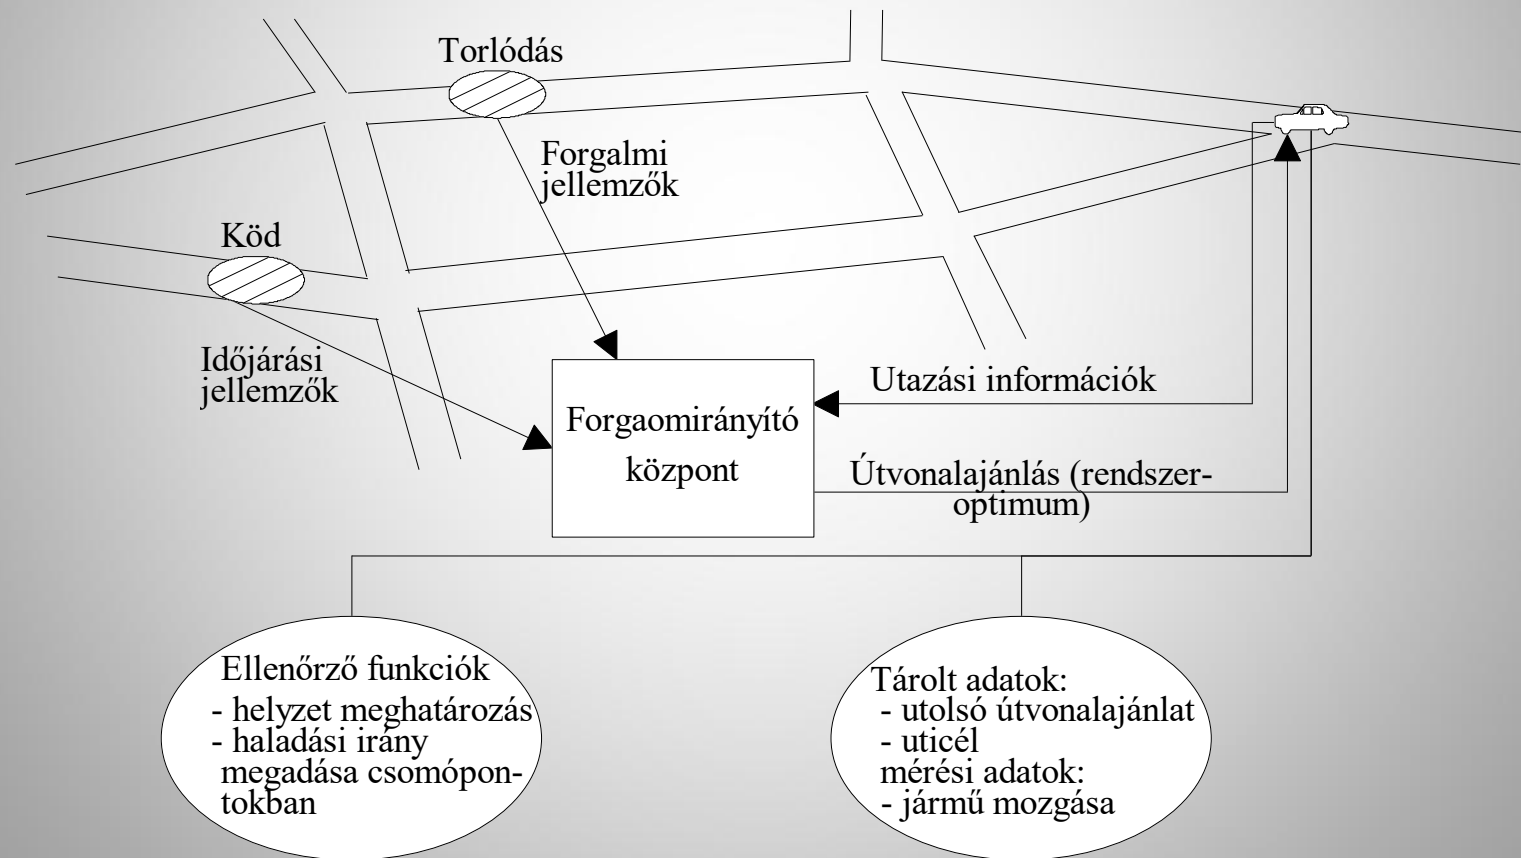 Torlódás
Forgalmi
jellemzők
Köd
Időjárási
jellemzők
Utazási információk
Forgaomirányító
központ
Útvonalajánlás (rendszer-
optimum)
Ellenőrző funkciók
- helyzet meghatározás
- haladási irány
megadása csomópon-
tokban
Tárolt adatok:
- utolsó útvonalajánlat
- uticél
mérési adatok:
- jármű mozgása